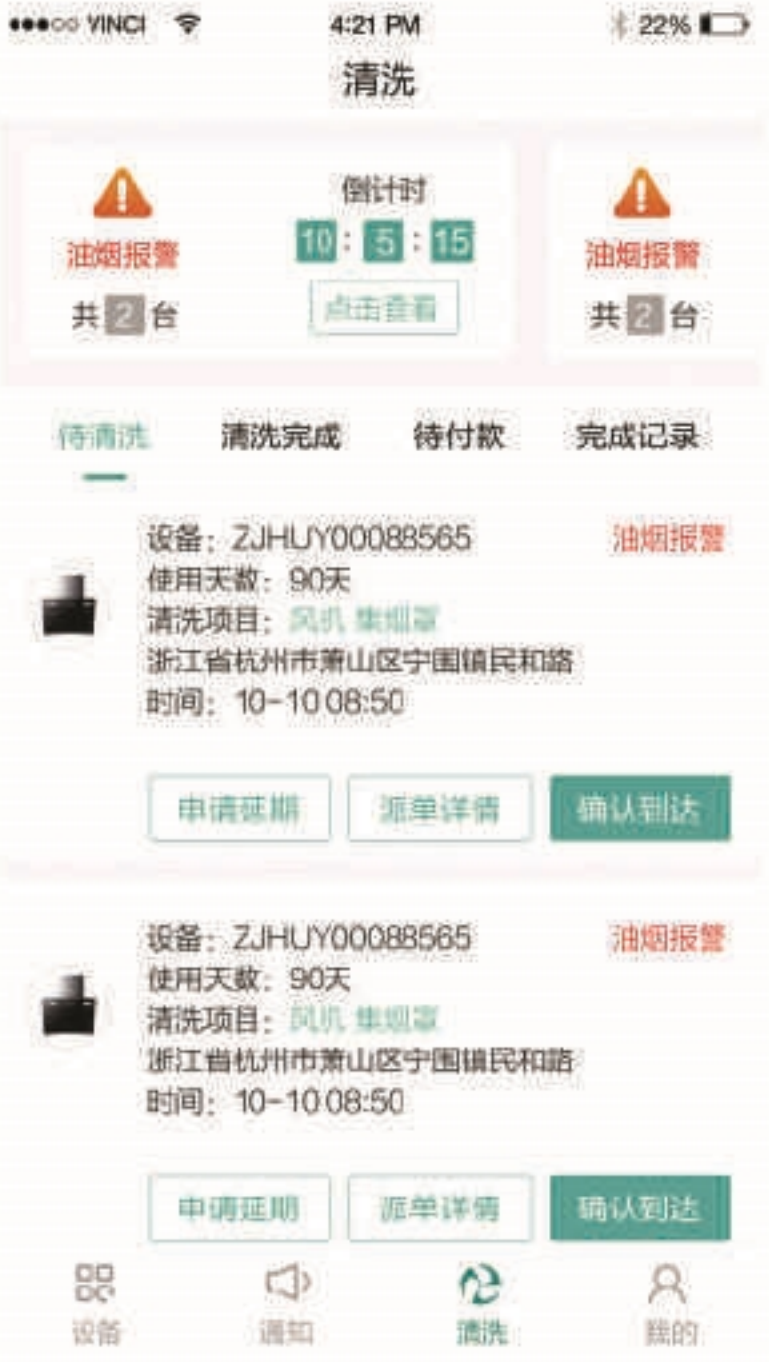 VINCI 4:21 PM 22%
清洗
油烟报警
共2台
倒计时
10:5:15
点击查看
油烟报警
共2台
待清洗 清洗完成 待付款 完成记录
设备：ZJHUY00088565 油烟报警
使用天数：90天
清洗项目：风机 集烟罩
浙江省杭州市萧山区宁围镇民和路
时间：10-10 08:50
申请延期 派单详情 确认到达
设备：ZJHUY00088565 油烟报警
使用天数：90天
清洗项目：风机 集烟罩
浙江省杭州市萧山区宁围镇民和路
时间：10-10 08:50
申请延期 派单详情 确认到达
设备 通知 清洗 我的